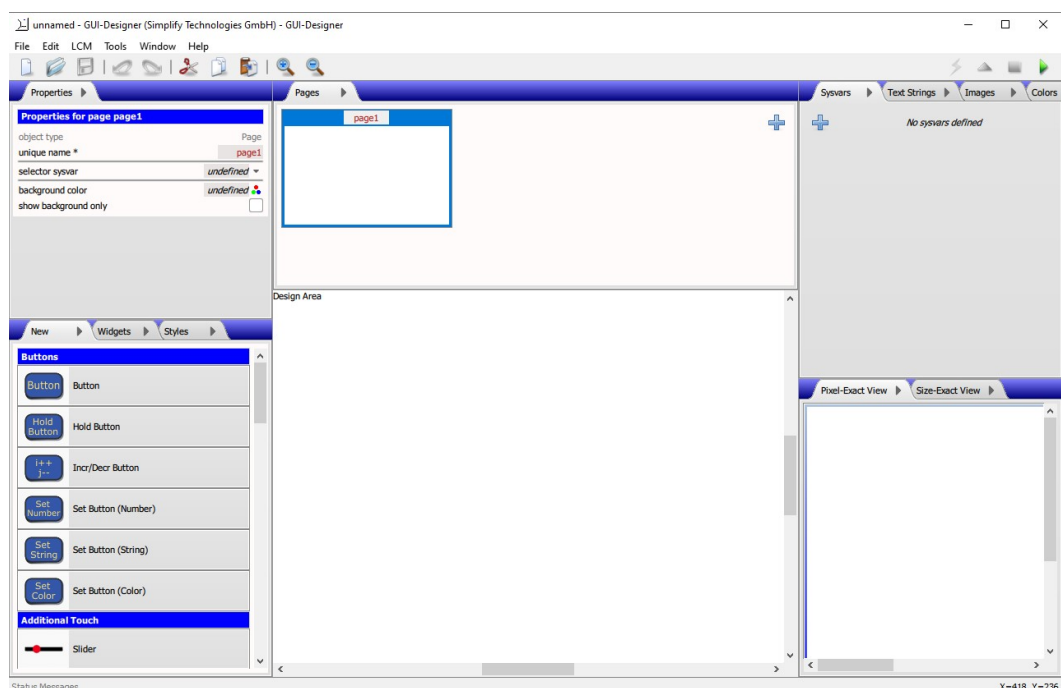 unnamed - GUI-Designer (Simplify Technologies GmbH) - GUI-Designer
File Edit LCM Tools Window Help
Properties
Properties for page page1
object type Page
unique name * page1
selector sysvar undefined
background color undefined
show background only
Pages
page1
Sysvars Text Strings Images Colors
No sysvars defined
Design Area
New Widgets Styles
Buttons
Button Button
Hold
Button
Hold Button
i++
j--
Incr/Decr Button
Set
Number
Set Button (Number)
Set
String
Set Button (String)
Set
Color
Set Button (Color)
Additional Touch
Slider
Pixel-Exact View Size-Exact View
Status Messages
X=418 Y=236